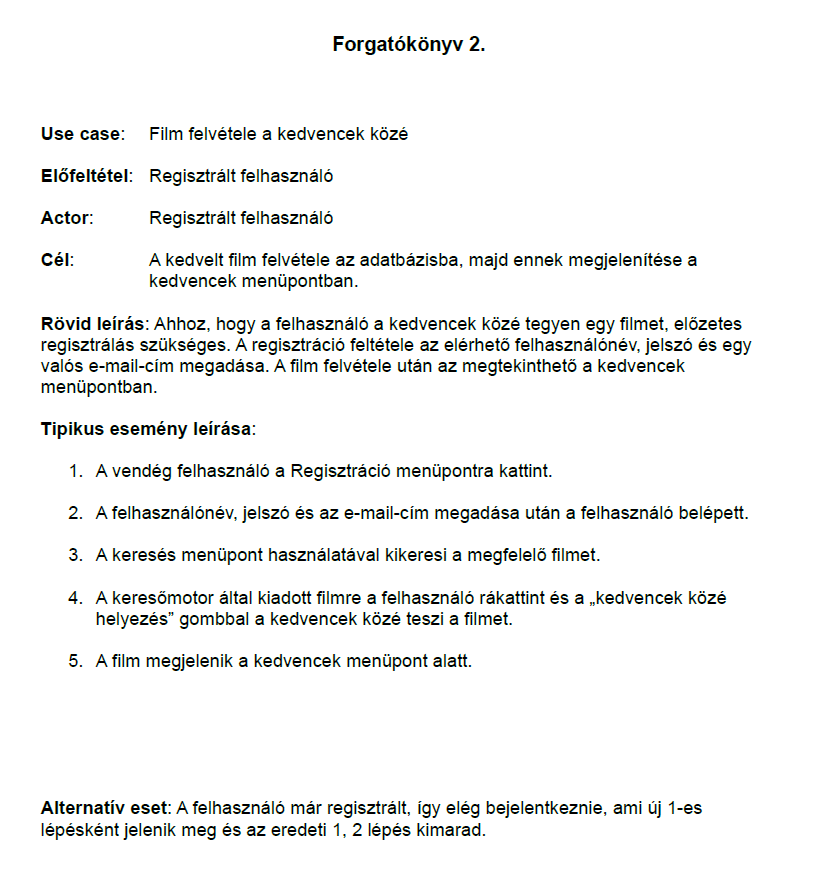 Forgatókönyv 2.
Use case: Film felvétele a kedvencek közé
Előfeltétel: Regisztrált felhasználó
Actor: Regisztrált felhasználó
Cél: A kedvelt film felvétele az adatbázisba, majd ennek megjelenítése a
kedvencek menüpontban.
Rövid leírás: Ahhoz, hogy a felhasználó a kedvencek közé tegyen egy filmet, előzetes
regisztrálás szükséges. A regisztráció feltétele az elérhető felhasználónév, jelszó és egy
valós e-mail-cím megadása. A film felvétele után az megtekinthető a kedvencek
menüpontban.
Tipikus esemény leírása:
1. A vendég felhasználó a Regisztráció menüpontra kattint.
2. A felhasználónév, jelszó és az e-mail-cím megadása után a felhasználó belépett.
3. A keresés menüpont használatával kikeresi a megfelelő filmet.
4. A keresőmotor által kiadott filmre a felhasználó rákattint és a „kedvencek közé
helyezés” gombbal a kedvencek közé teszi a filmet.
5. A film megjelenik a kedvencek menüpont alatt.
Alternatív eset: A felhasználó már regisztrált, így elég bejelentkeznie, ami új 1-es
lépésként jelenik meg és az eredeti 1, 2 lépés kimarad.